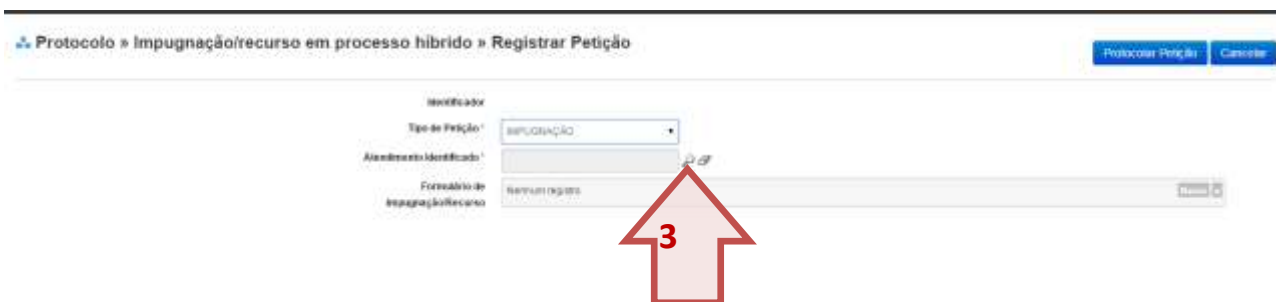 Protocolo » Impugnação/recurso em processo híbrido » Registrar Petição
Protocolar Petição Cancelar
Identificador
Tipo de Petição * IMPUGNAÇÃO
Atendimento Identificado *
Formulário de Impugnação/Recurso
Nenhum registro
3